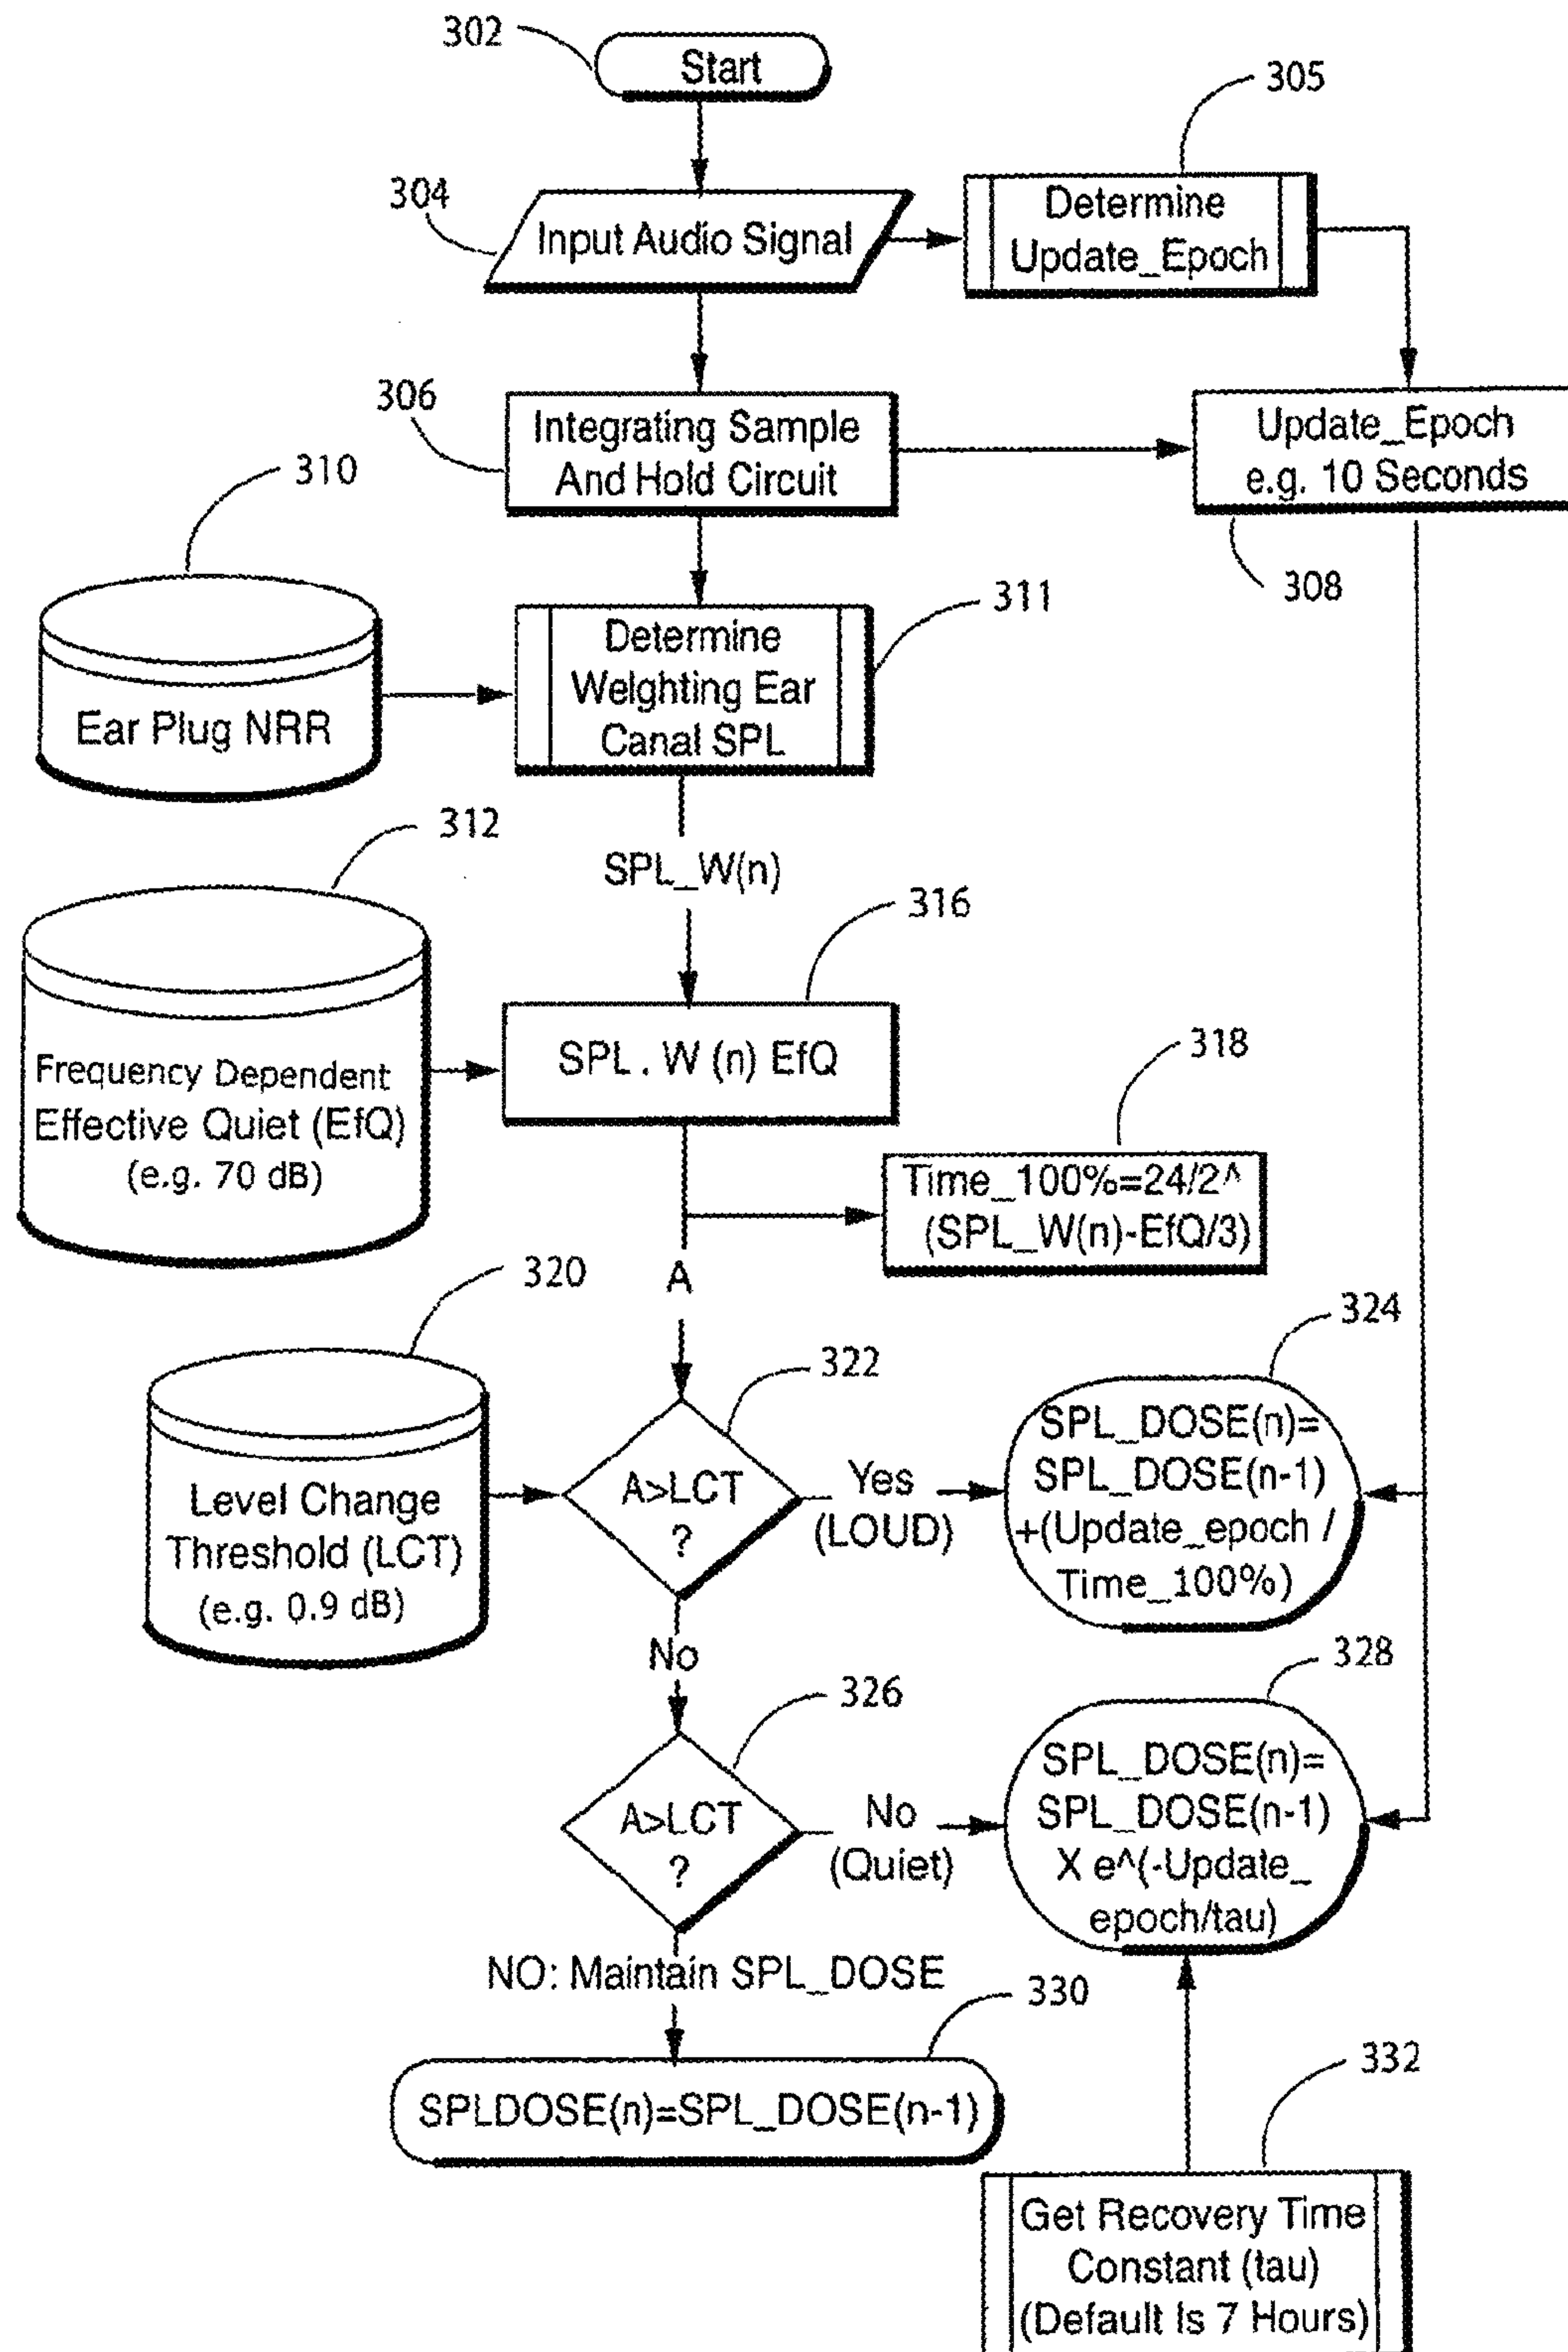 302
Start
305
304
Input Audio Signal
Determine
Update_Epoch
306
Integrating Sample
And Hold Circuit
Update_Epoch
e.g. 10 Seconds
308
310
Ear Plug NRR
311
Determine
Welghting Ear
Canal SPL
SPL_W(n)
312
Frequency Dependent
Effective Quiet (EfQ)
(e.g. 70 dB)
316
SPL . W (n) EfQ
318
Time_100%=24/2^
(SPL_W(n)-EfQ/3)
A
320
Level Change
Threshold (LCT)
(e.g. 0.9 dB)
322
A>LCT
?
Yes
(LOUD)
324
SPL_DOSE(n)=
SPL_DOSE(n-1)
+(Update_epoch /
Time_100%)
No
326
A>LCT
?
No
(Quiet)
328
SPL_DOSE(n)=
SPL_DOSE(n-1)
X e^(-Update_
epoch/tau)
NO: Maintain SPL_DOSE
330
SPLDOSE(n)=SPL_DOSE(n-1)
332
Get Recovery Time
Constant (tau)
(Default Is 7 Hours)